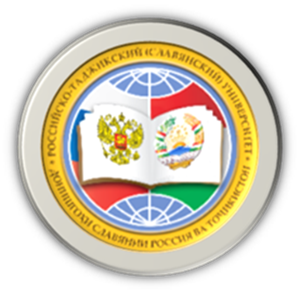 РОССИЙСКО-ТАДЖИКСКИЙ (СЛАВЯНСКИЙ) УНИВЕРСИТЕТ
ДОНИШГОҲИ СЛАВЯНИИ РОССИЯ ВА ТОҶИКИСТОН